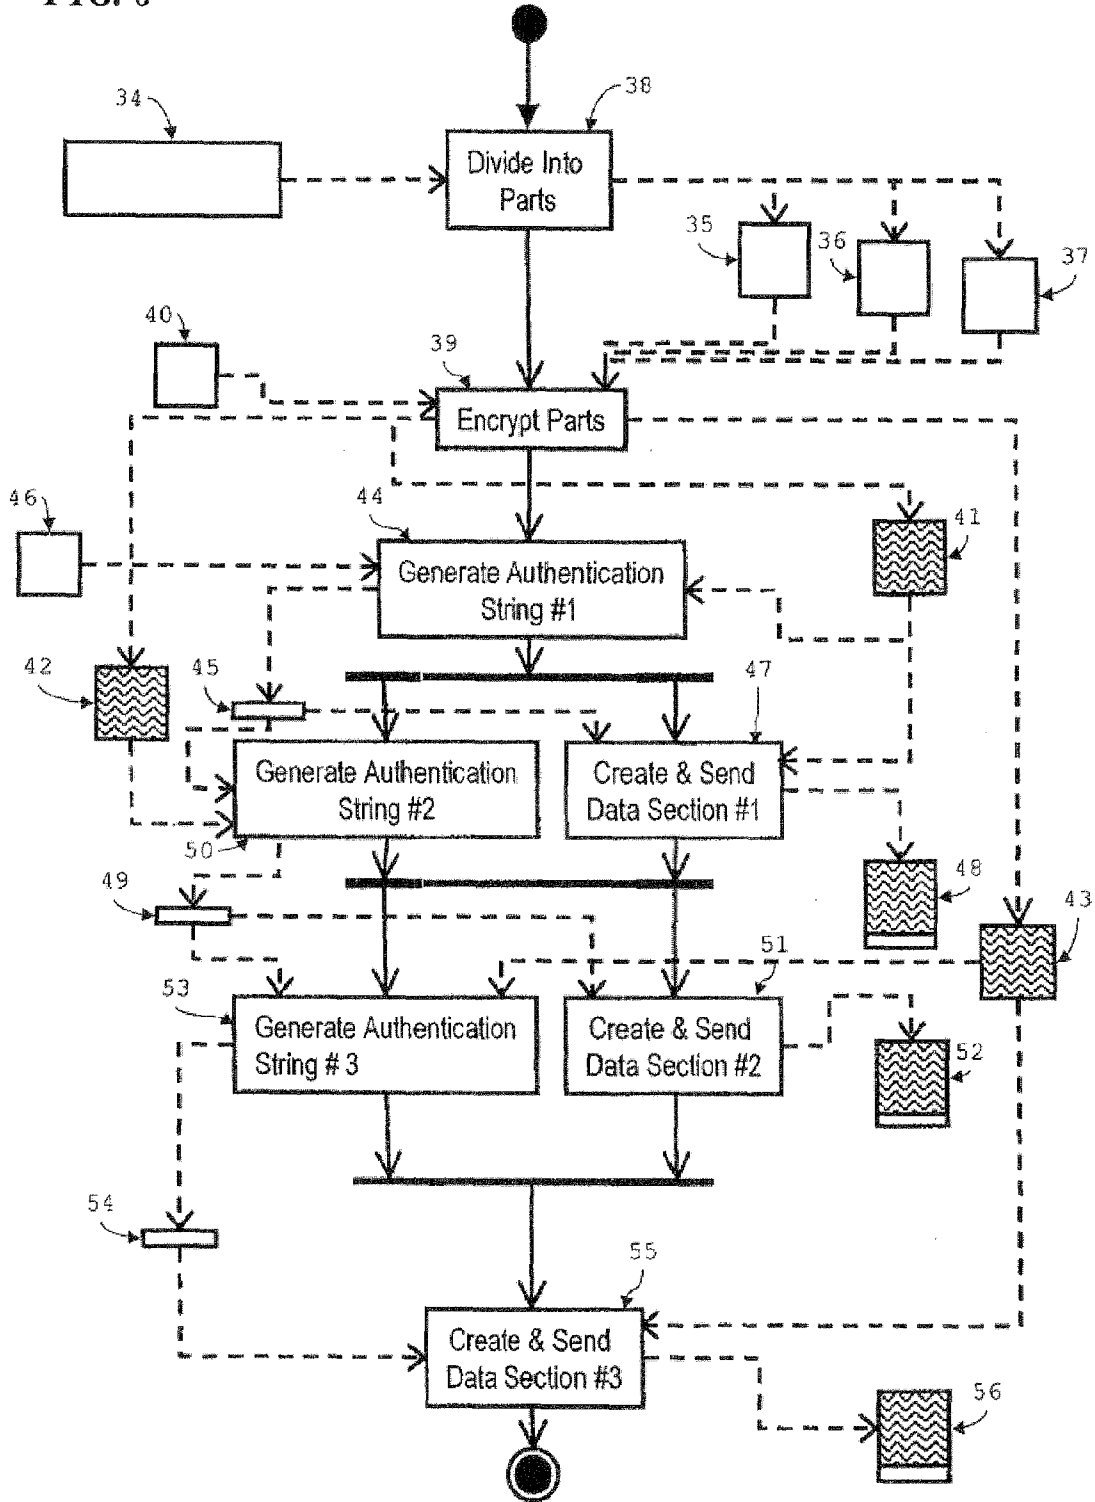 34
38
Divide Into
Parts
35
36
37
40
39
Encrypt Parts
46
44
41
Generate Authentication
String #1
42
45
47
Generate Authentication
String #2
Create & Send
Data Section #1
50
49
48
43
51
53
Generate Authentication
String # 3
Create & Send
Data Section #2
52
54
55
Create & Send
Data Section #3
56